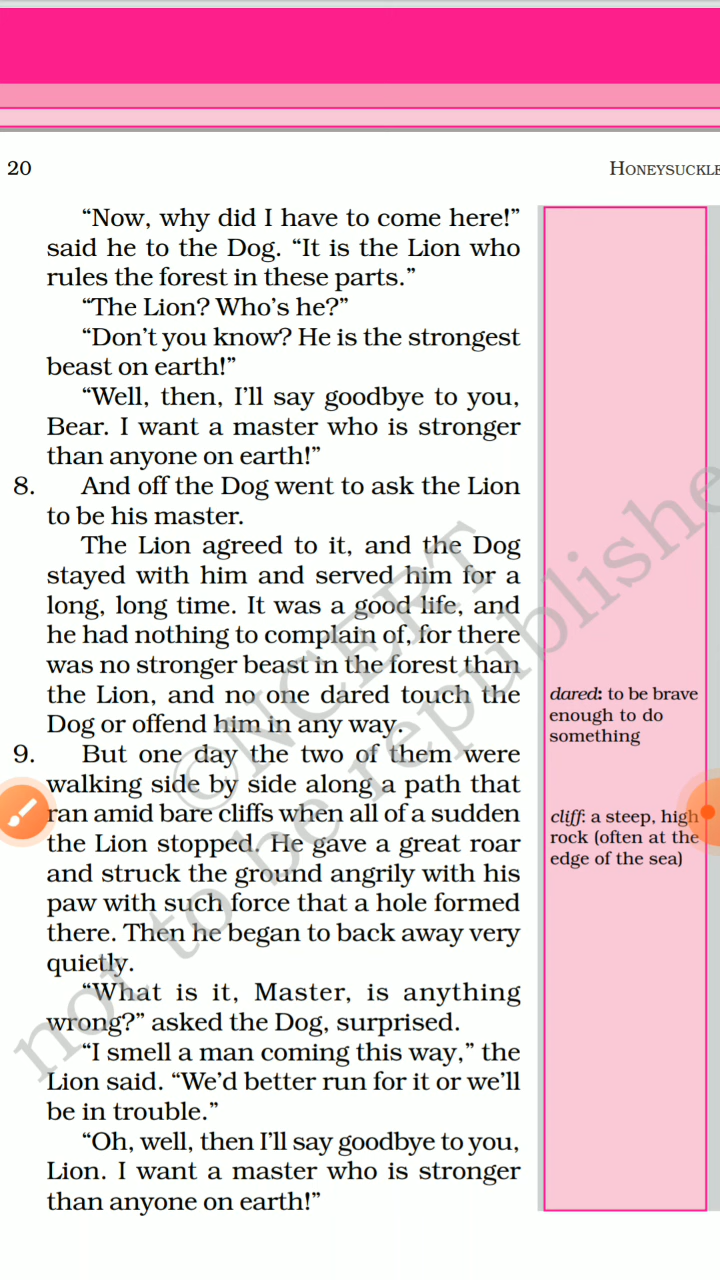 20
HONEYSUCKLE
“Now, why did I have to come here!”
said he to the Dog. “It is the Lion who
rules the forest in these parts.”
“The Lion? Who’s he?”
“Don’t you know? He is the strongest
beast on earth!”
“Well, then, I’ll say goodbye to you,
Bear. I want a master who is stronger
than anyone on earth!”
8. And off the Dog went to ask the Lion
to be his master.
The Lion agreed to it, and the Dog
stayed with him and served him for a
long, long time. It was a good life, and
he had nothing to complain of, for there
was no stronger beast in the forest than
the Lion, and no one dared touch the
Dog or offend him in any way.
9. But one day the two of them were
walking side by side along a path that
ran amid bare cliffs when all of a sudden
the Lion stopped. He gave a great roar
and struck the ground angrily with his
paw with such force that a hole formed
there. Then he began to back away very
quietly.
“What is it, Master, is anything
wrong?” asked the Dog, surprised.
“I smell a man coming this way,” the
Lion said. “We’d better run for it or we’ll
be in trouble.”
“Oh, well, then I’ll say goodbye to you,
Lion. I want a master who is stronger
than anyone on earth!”
dared: to be brave
enough to do
something
cliff: a steep, high
rock (often at the
edge of the sea)
©NCERT
not to be republishe